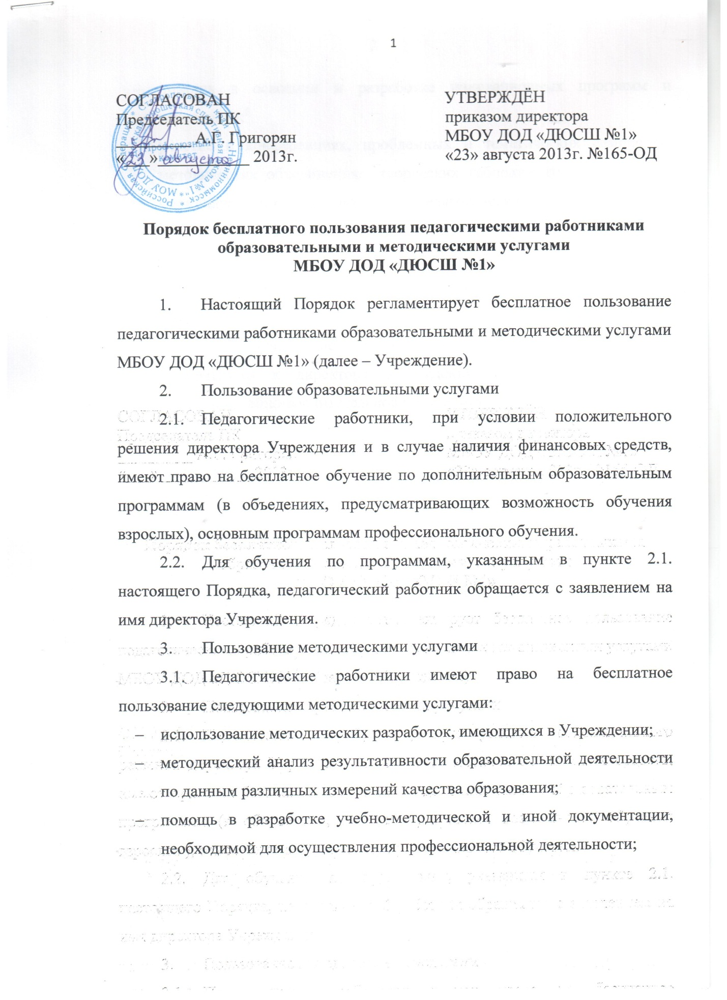 1
СОГЛАСОВАН
Председатель ПК
_________ А.Г. Григорян
«23» августа 2013г.
УТВЕРЖДЁН
приказом директора
МБОУ ДОД «ДЮСШ №1»
«23» августа 2013г. №165-ОД
Профсоюзный
комитет
Порядок бесплатного пользования педагогическими работниками
образовательными и методическими услугами
МБОУ ДОД «ДЮСШ №1»
1. Настоящий Порядок регламентирует бесплатное пользование
педагогическими работниками образовательными и методическими услугами
МБОУ ДОД «ДЮСШ №1» (далее – Учреждение).
2. Пользование образовательными услугами
2.1. Педагогические работники, при условии положительного
решения директора Учреждения и в случае наличия финансовых средств,
имеют право на бесплатное обучение по дополнительным образовательным
программам (в объедениях, предусматривающих возможность обучения
взрослых), основным программам профессионального обучения.
2.2. Для обучения по программам, указанным в пункте 2.1.
настоящего Порядка, педагогический работник обращается с заявлением на
имя директора Учреждения.
3. Пользование методическими услугами
3.1. Педагогические работники имеют право на бесплатное
пользование следующими методическими услугами:
– использование методических разработок, имеющихся в Учреждении;
– методический анализ результативности образовательной деятельности
по данным различных измерений качества образования;
– помощь в разработке учебно-методической и иной документации,
необходимой для осуществления профессиональной деятельности;